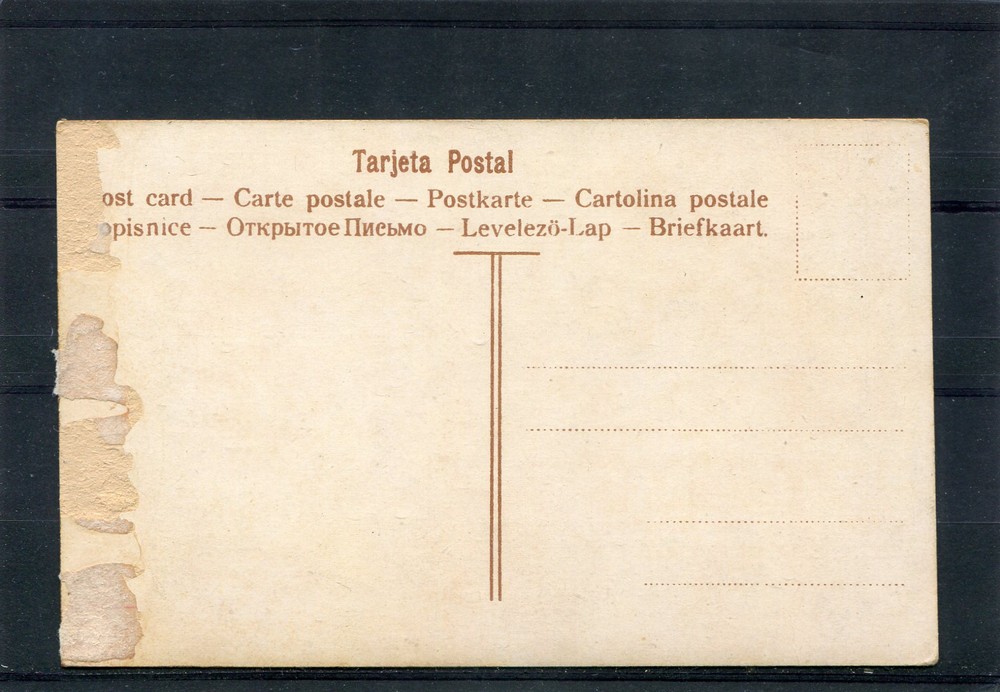 Tarjeta Postal
ost card — Carte postale — Postkarte — Cartolina postale
opisnice — Открытое Письмо — Levelezö-Lap — Briefkaart.